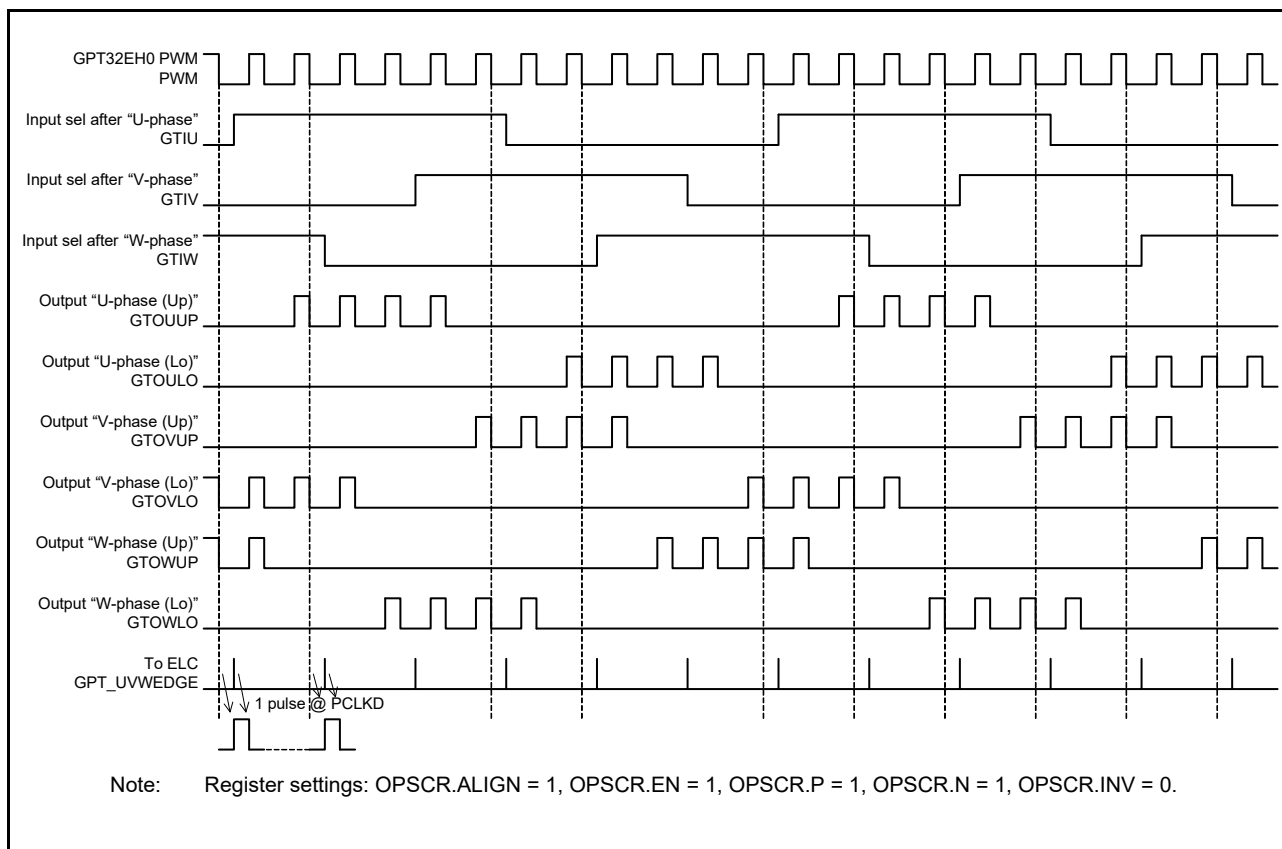 GPT32EH0 PWM
PWM
Input sel after “U-phase”
GTIU
Input sel after “V-phase”
GTIV
Input sel after “W-phase”
GTIW
Output “U-phase (Up)”
GTOUUP
Output “U-phase (Lo)”
GTOULO
Output “V-phase (Up)”
GTOVUP
Output “V-phase (Lo)”
GTOVLO
Output “W-phase (Up)”
GTOWUP
Output “W-phase (Lo)”
GTOWLO
To ELC
GPT_UVWEDGE
1 pulse @ PCLKD
Note: Register settings: OPSCR.ALIGN = 1, OPSCR.EN = 1, OPSCR.P = 1, OPSCR.N = 1, OPSCR.INV = 0.